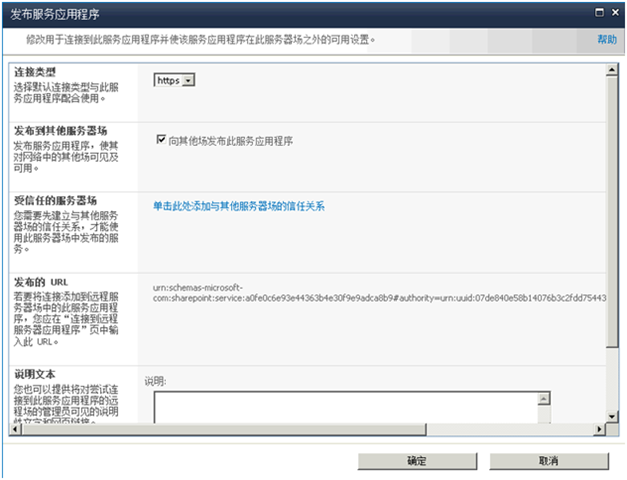 发布服务应用程序
修改用于连接到此服务应用程序并使该服务应用程序在此服务器场之外的可用设置。
帮助
连接类型
选择默认连接类型与此服
务应用程序配合使用。
https
发布到其他服务器场
发布服务应用程序，使其
对网络中的其他场可见及
可用。
向其他场发布此服务应用程序
受信任的服务器场
您需要先建立与其他服务
器场的信任关系，才能使
用此服务器场中发布的服
务。
单击此处添加与其他服务器场的信任关系
发布的 URL
若要将连接添加到远程服
务器场中的此服务应用程
序，您应在“连接到远程
服务器应用程序”页中输
入此 URL。
urn:schemas-microsoft-
com:sharepoint:service:a0fe0c6e93e44363b4e30f9e9adca8b9#authority=urn:uuid:07de840e58b14076b3c2fdd75443
说明文本
您也可以提供将对尝试连
接到此服务应用程序的远
程场的管理员可见的说明
性文字和网页链接。
说明:
确定
取消